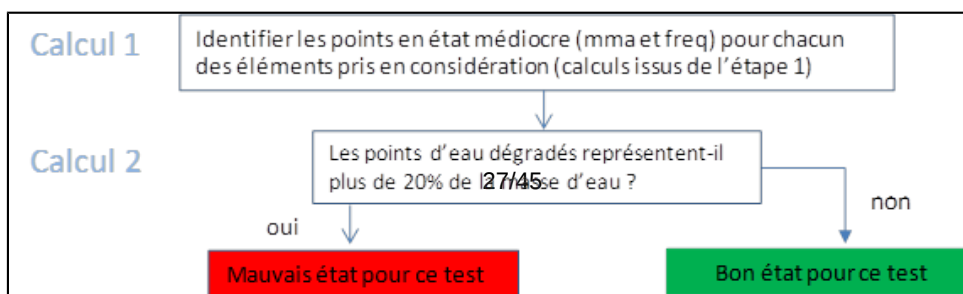 Calcul 1
Identifier les points en état médiocre (mma et freq) pour chacun
des éléments pris en considération (calculs issus de l'étape 1)
Calcul 2
Les points d'eau dégradés représentent-il
plus de 20% de la masse d'eau ?
27/45
oui
non
Mauvais état pour ce test
Bon état pour ce test